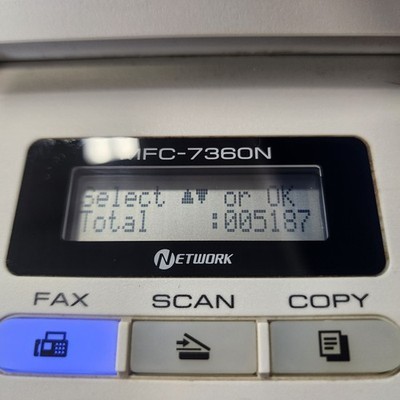 MFC-7360N
Select ▲▼ or OK
Total :005187
NETWORK
FAX SCAN COPY